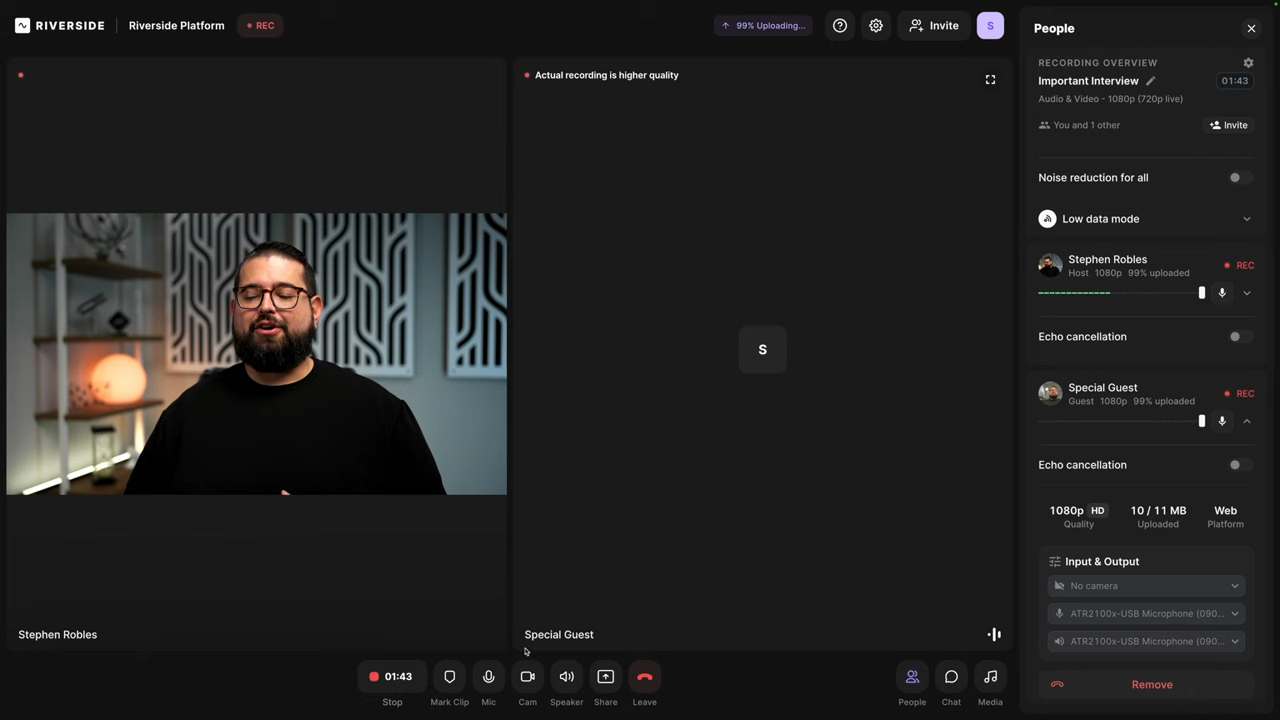 RIVERSIDE
Riverside Platform
REC
99% Uploading...
Invite
S
Actual recording is higher quality
S
Stephen Robles
Special Guest
01:43
Stop
Mark Clip
Mic
Cam
Speaker
Share
Leave
People
Chat
Media
People
RECORDING OVERVIEW
Important Interview
01:43
Audio & Video - 1080p (720p live)
You and 1 other
Invite
Noise reduction for all
Low data mode
Stephen Robles
REC
Host 1080p 99% uploaded
Echo cancellation
Special Guest
REC
Guest 1080p 99% uploaded
Echo cancellation
1080p HD
10 / 11 MB
Web
Quality
Uploaded
Platform
Input & Output
No camera
ATR2100x-USB Microphone (090...
ATR2100x-USB Microphone (090...
Remove